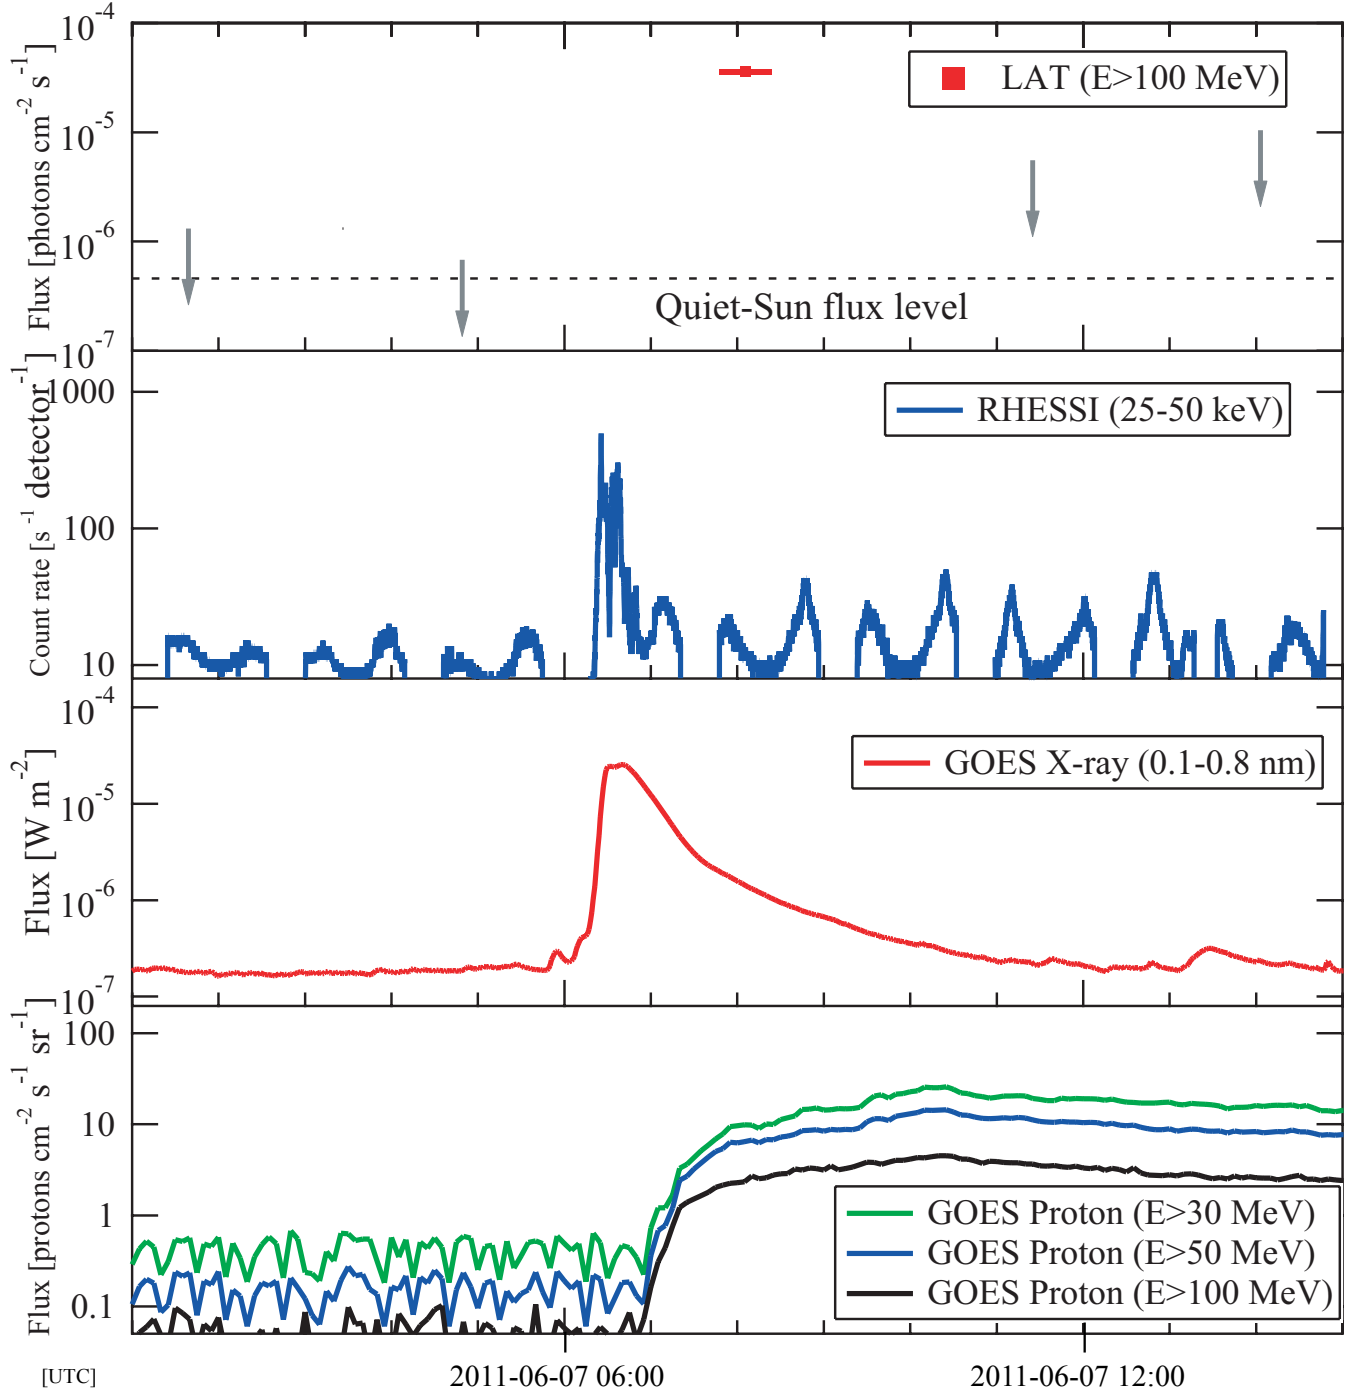 Flux [photons cm⁻² s⁻¹]
10⁻⁴
10⁻⁵
10⁻⁶
10⁻⁷
LAT (E>100 MeV)
Quiet-Sun flux level
Count rate [s⁻¹ detector⁻¹]
1000
100
10
RHESSI (25-50 keV)
Flux [W m⁻²]
10⁻⁴
10⁻⁵
10⁻⁶
10⁻⁷
GOES X-ray (0.1-0.8 nm)
Flux [protons cm⁻² s⁻¹ sr⁻¹]
100
10
1
0.1
GOES Proton (E>30 MeV)
GOES Proton (E>50 MeV)
GOES Proton (E>100 MeV)
[UTC]
2011-06-07 06:00
2011-06-07 12:00